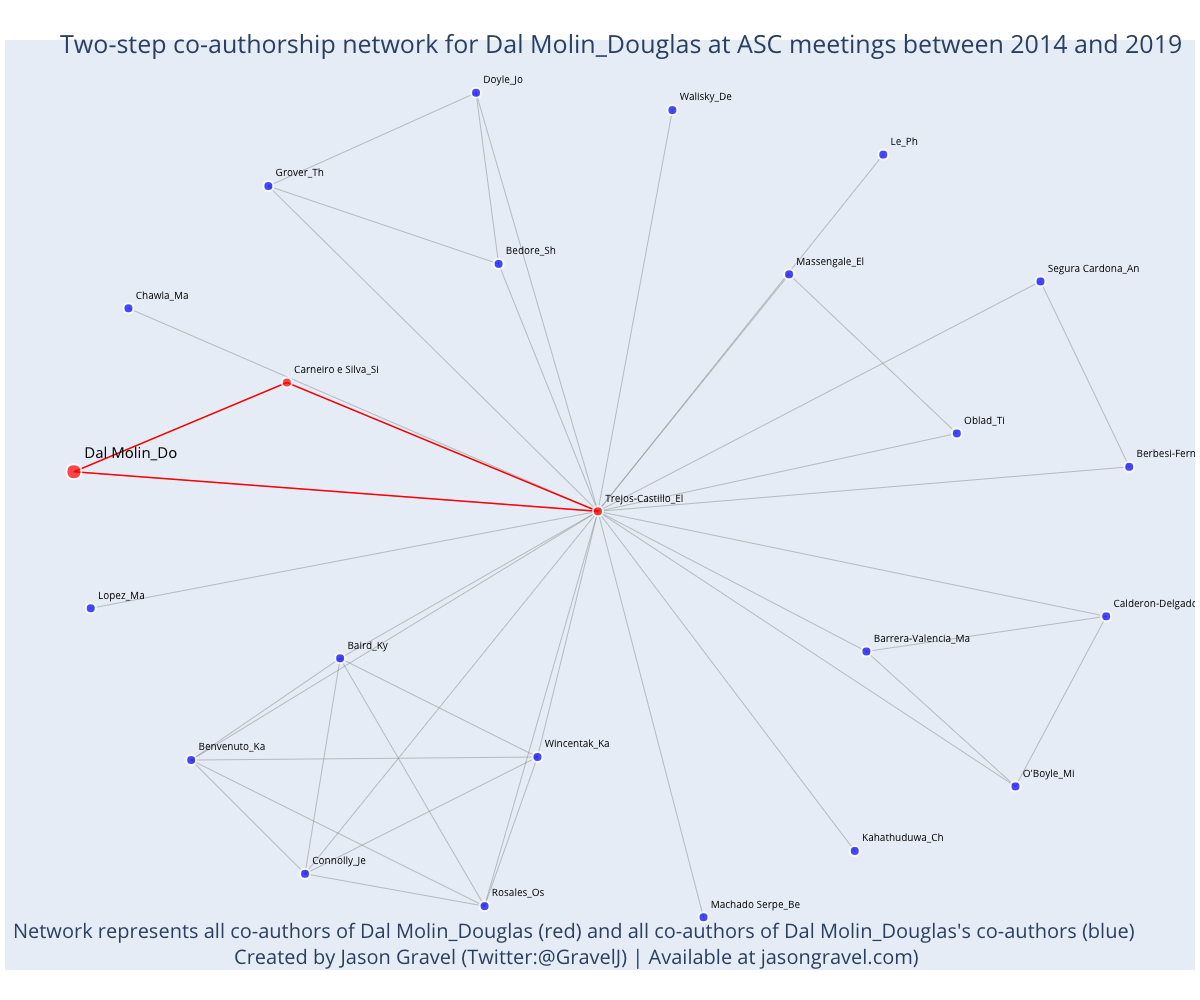 Two-step co-authorship network for Dal Molin_Douglas at ASC meetings between 2014 and 2019
Doyle_Jo
Walisky_De
Le_Ph
Grover_Th
Bedore_Sh
Massengale_El
Segura Cardona_An
Chawla_Ma
Carneiro e Silva_Si
Oblad_Ti
Dal Molin_Do
Berbesi-Fern
Trejos-Castillo_El
Lopez_Ma
Calderon-Delgado
Barrera-Valencia_Ma
Baird_Ky
Benvenuto_Ka
Wincentak_Ka
O'Boyle_Mi
Kahathuduwa_Ch
Connolly_Je
Rosales_Os
Machado Serpe_Be
Network represents all co-authors of Dal Molin_Douglas (red) and all co-authors of Dal Molin_Douglas's co-authors (blue)
Created by Jason Gravel (Twitter:@GravelJ) | Available at jasongravel.com)